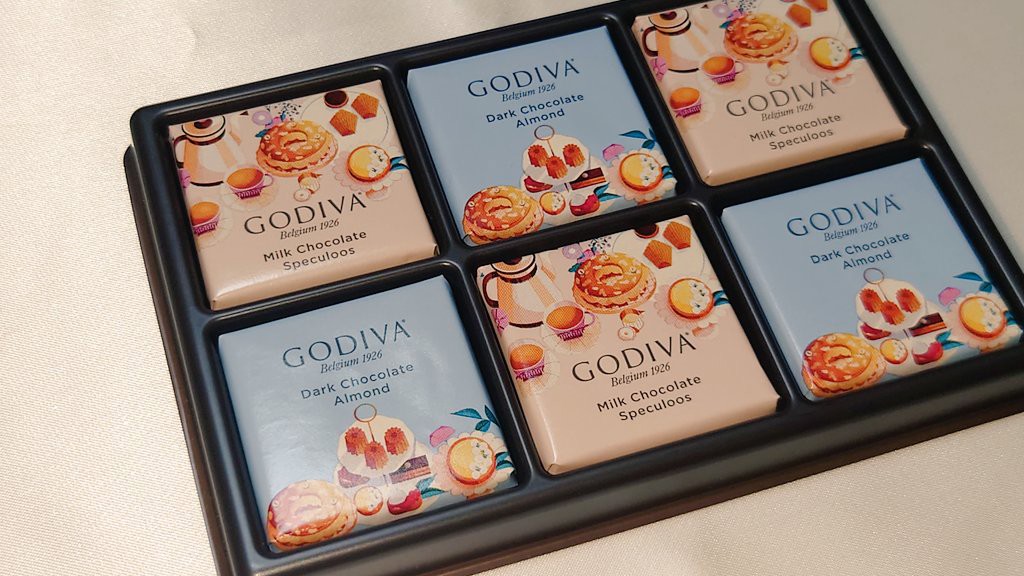 GODIVA
Belgium 1926
Milk Chocolate
Speculoos
GODIVA
Belgium 1926
Dark Chocolate
Almond
GODIVA
Belgium 1926
Milk Chocolate
Speculoos
GODIVA
Belgium 1926
Dark Chocolate
Almond
GODIVA
Belgium 1926
Milk Chocolate
Speculoos
GODIVA
Belgium 1926
Dark Chocolate
Almond